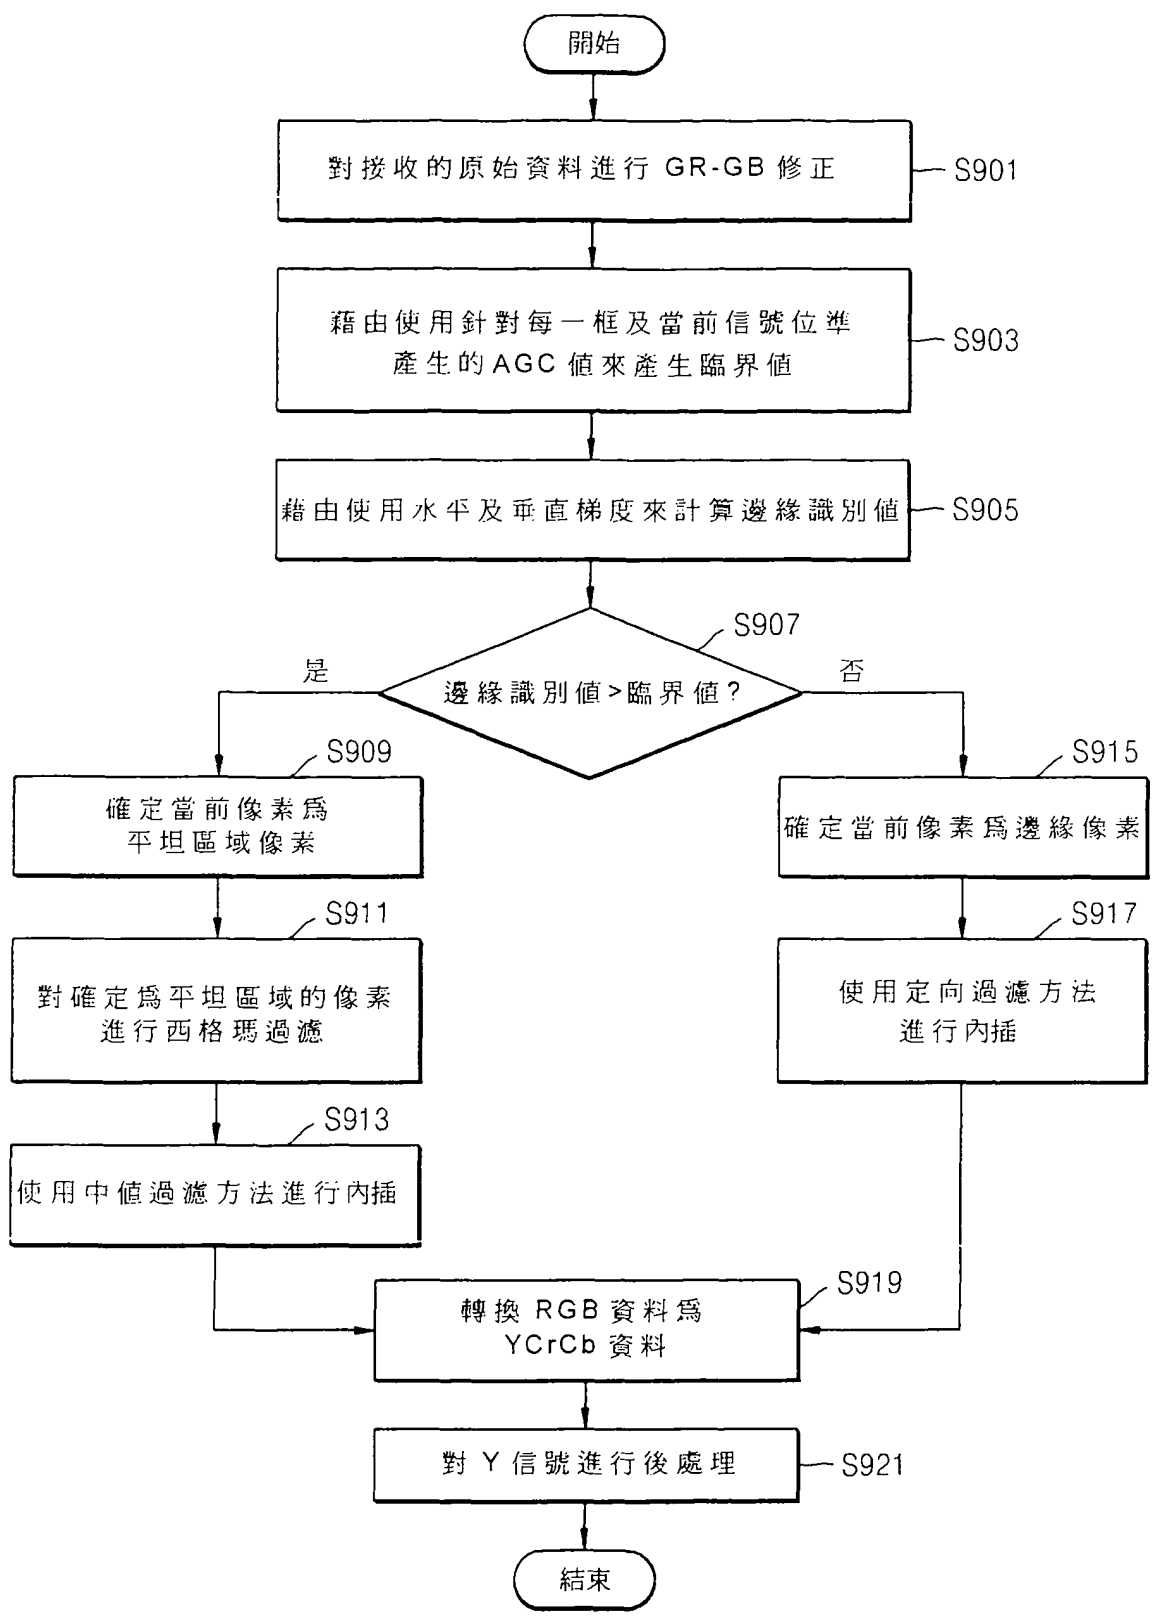 開始
對接收的原始資料進行 GR-GB 修正
S901
藉由使用針對每一框及當前信號位準
產生的 AGC 值來產生臨界值
S903
藉由使用水平及垂直梯度來計算邊緣識別值
S905
S907
邊緣識別值>臨界值?
是
否
S909
確定當前像素爲
平坦區域像素
S915
確定當前像素爲邊緣像素
S911
對確定爲平坦區域的像素
進行西格瑪過濾
S917
使用定向過濾方法
進行內插
S913
使用中值過濾方法進行內插
S919
轉換 RGB 資料爲
YCrCb 資料
對 Y 信號進行後處理
S921
結束